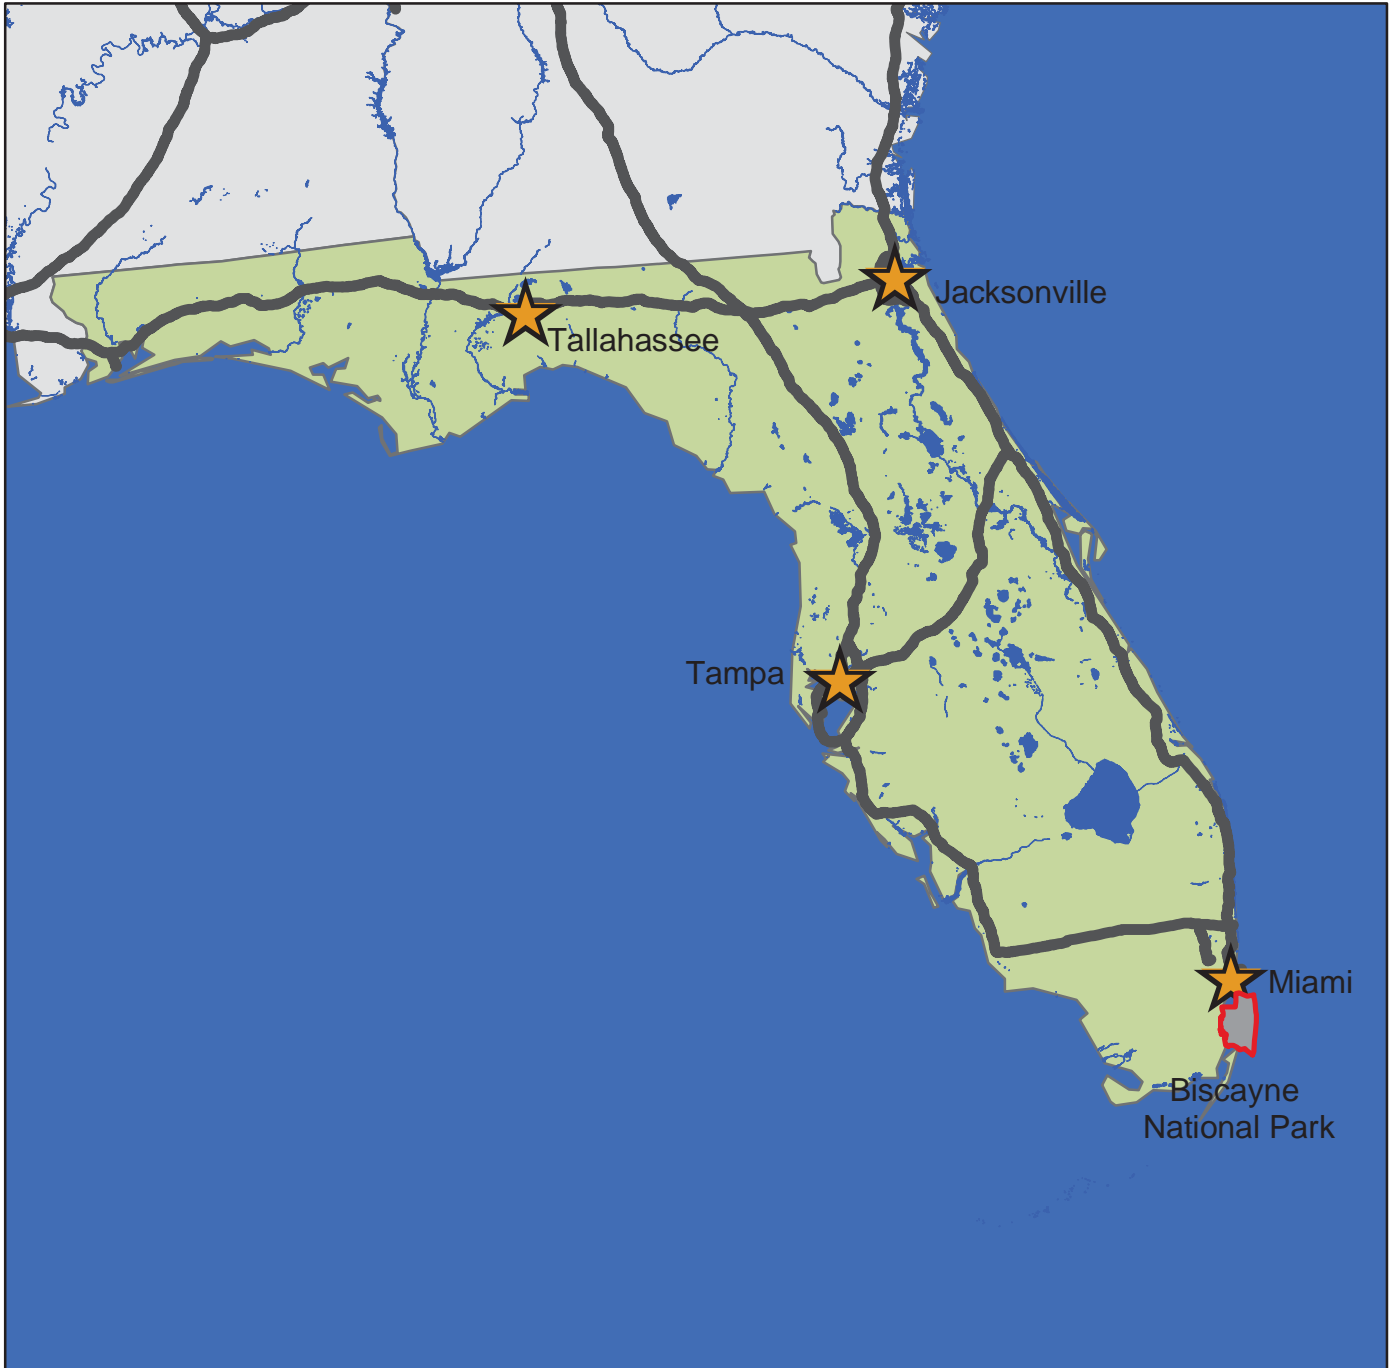 Jacksonville
Tallahassee
Tampa
Miami
Biscayne
National Park